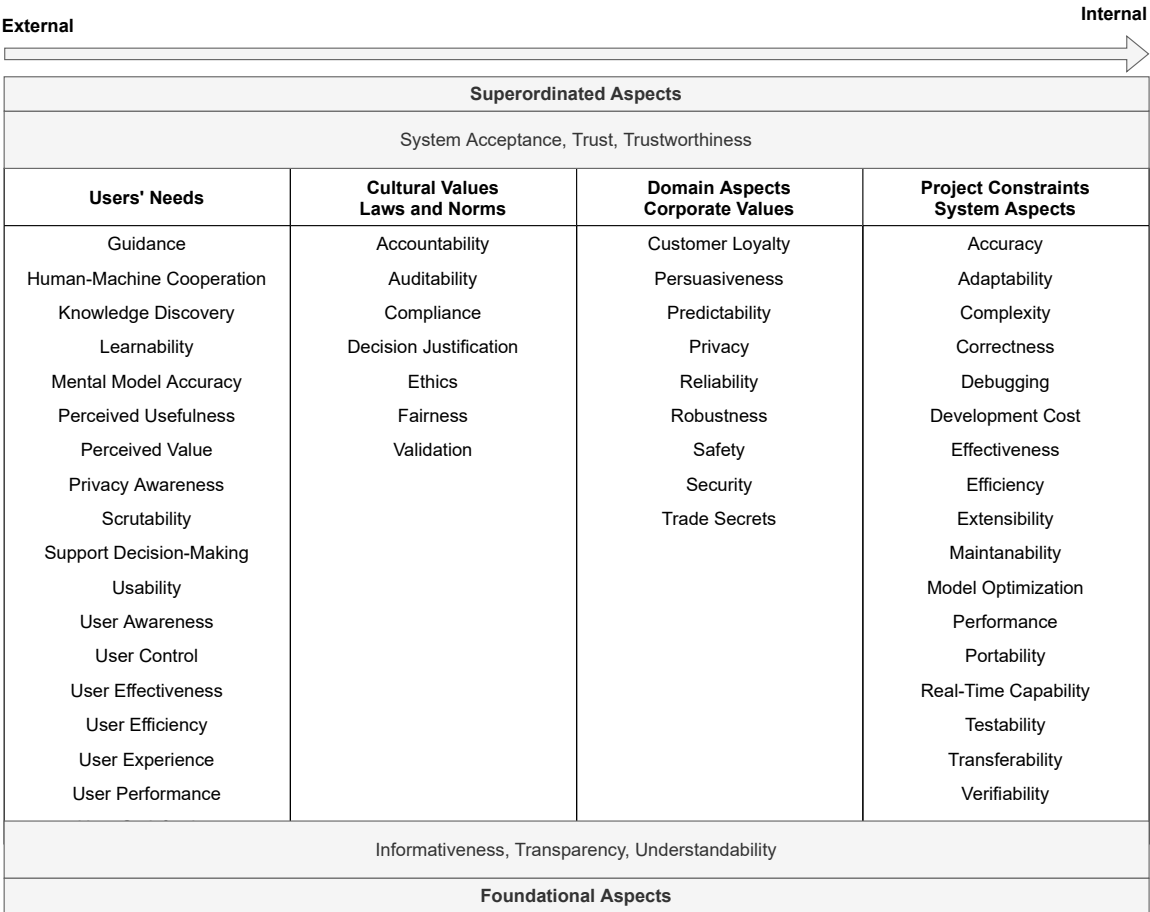 External
Internal
Superordinated Aspects
System Acceptance, Trust, Trustworthiness
Users' Needs
Guidance
Human-Machine Cooperation
Knowledge Discovery
Learnability
Mental Model Accuracy
Perceived Usefulness
Perceived Value
Privacy Awareness
Scrutability
Support Decision-Making
Usability
User Awareness
User Control
User Effectiveness
User Efficiency
User Experience
User Performance
Cultural Values
Laws and Norms
Accountability
Auditability
Compliance
Decision Justification
Ethics
Fairness
Validation
Domain Aspects
Corporate Values
Customer Loyalty
Persuasiveness
Predictability
Privacy
Reliability
Robustness
Safety
Security
Trade Secrets
Project Constraints
System Aspects
Accuracy
Adaptability
Complexity
Correctness
Debugging
Development Cost
Effectiveness
Efficiency
Extensibility
Maintanability
Model Optimization
Performance
Portability
Real-Time Capability
Testability
Transferability
Verifiability
Informativeness, Transparency, Understandability
Foundational Aspects